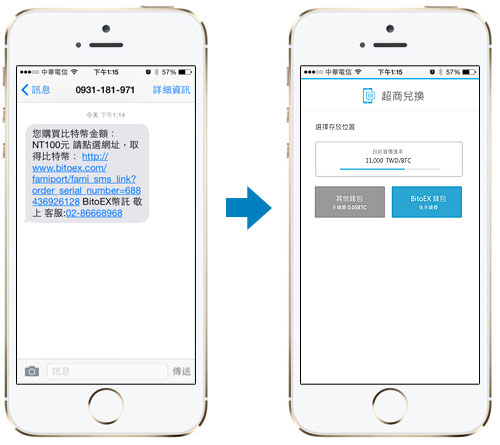 中華電信 下午1:15 57%
訊息 0931-181-971 詳細資訊
今天 下午1:14
您購買比特幣金額：
NT100元 請點選網址，取
得比特幣： http://
www.bitoex.com/
famiport/fami_sms_link?
order_serial_number=688
436926128 BitoEX幣託 敬
上 客服:02-86668968
訊息 傳送
中華電信 下午1:15 57%
超商兌換
選擇存放位置
目前買價匯率
11,000 TWD/BTC
其他錢包
手續費 0.05BTC
BitoEX 錢包
免手續費